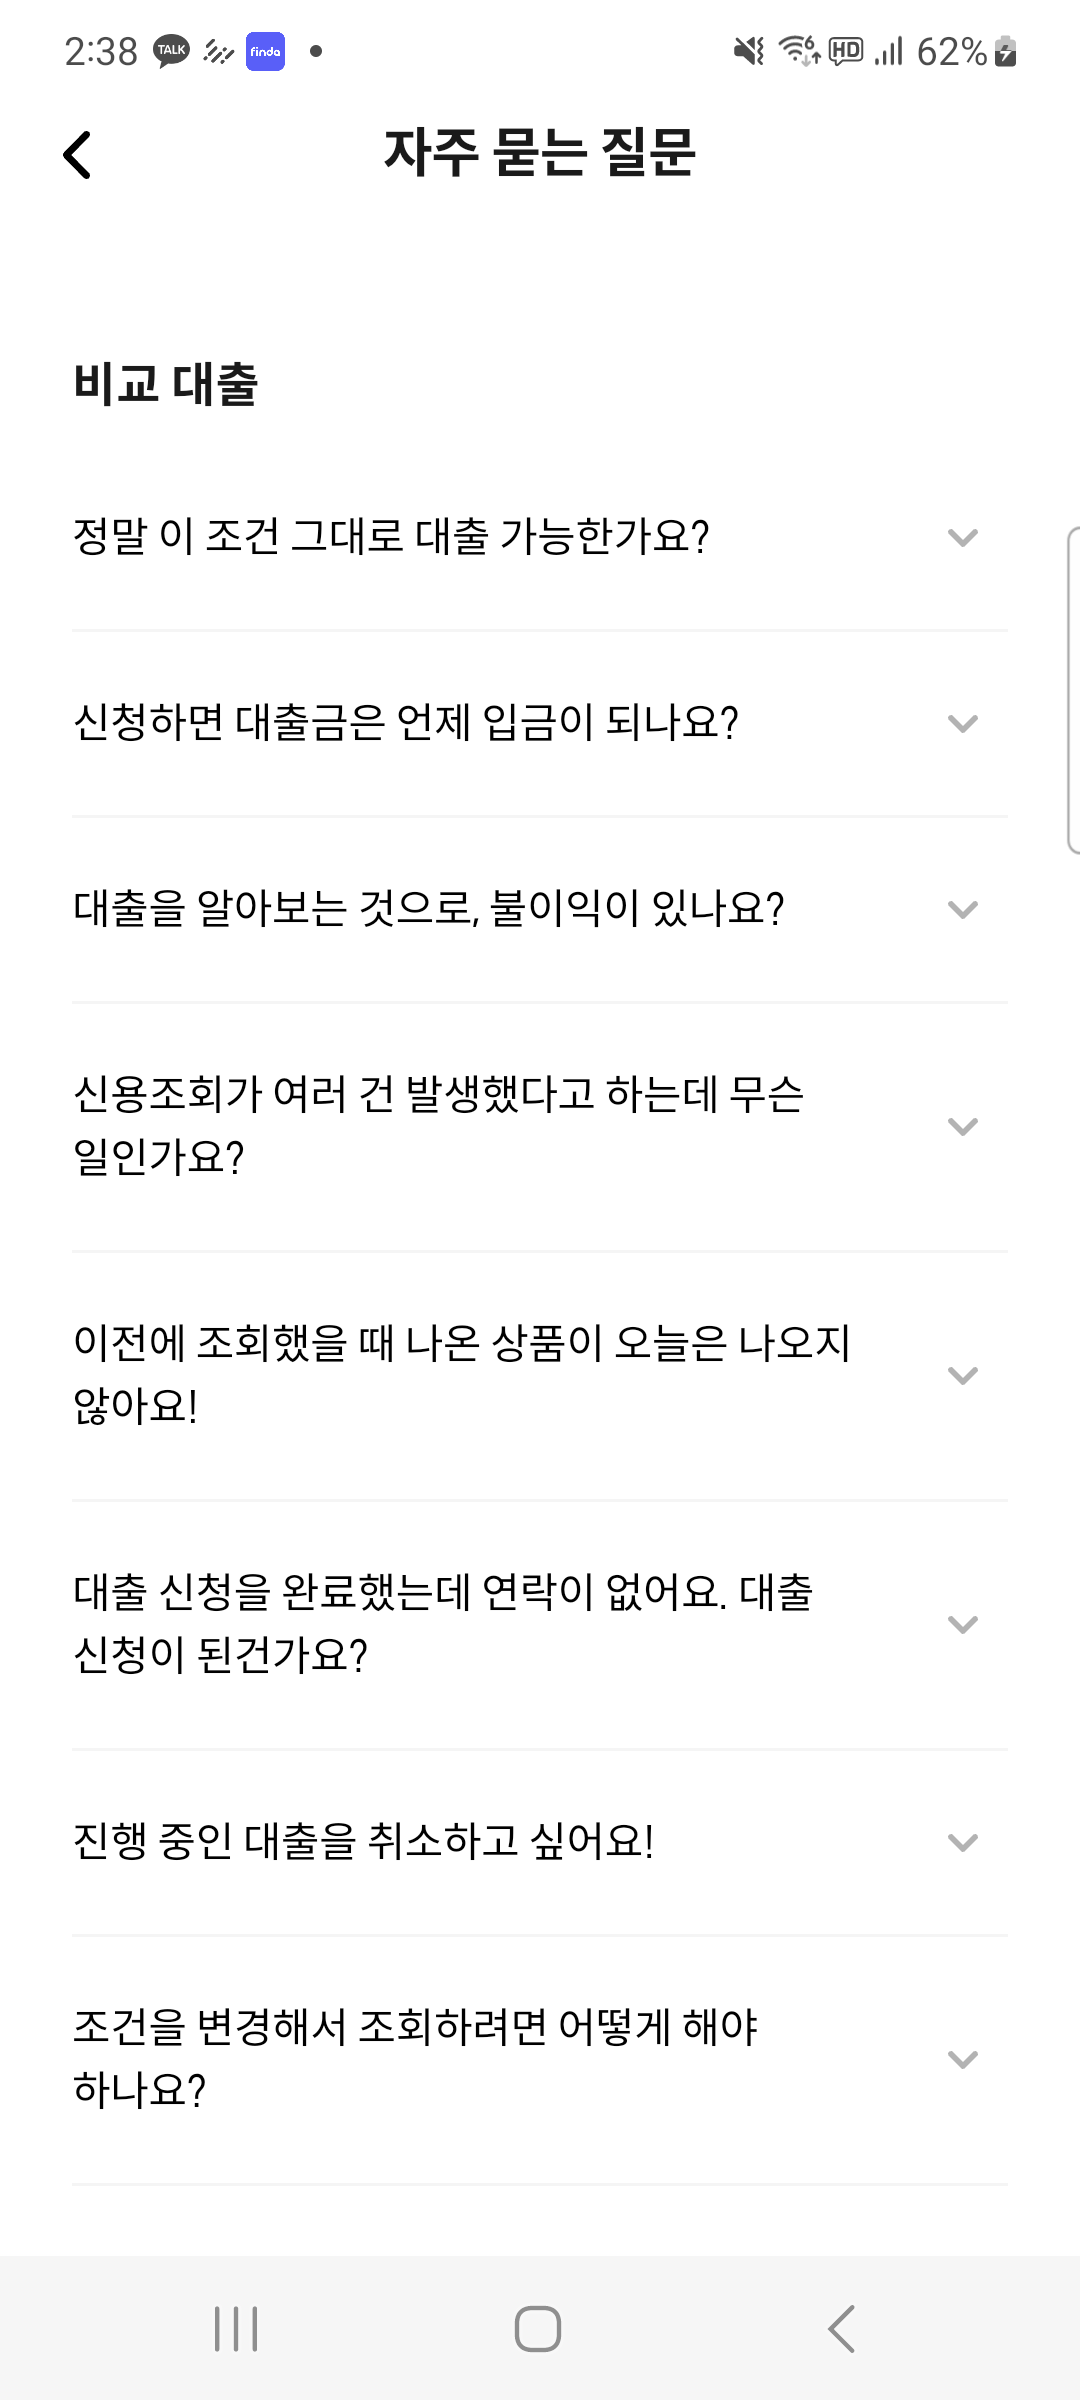 2:38 TALK finda HD 62%
자주 묻는 질문
비교 대출
정말 이 조건 그대로 대출 가능한가요?
신청하면 대출금은 언제 입금이 되나요?
대출을 알아보는 것으로, 불이익이 있나요?
신용조회가 여러 건 발생했다고 하는데 무슨
일인가요?
이전에 조회했을 때 나온 상품이 오늘은 나오지
않아요!
대출 신청을 완료했는데 연락이 없어요. 대출
신청이 된건가요?
진행 중인 대출을 취소하고 싶어요!
조건을 변경해서 조회하려면 어떻게 해야
하나요?